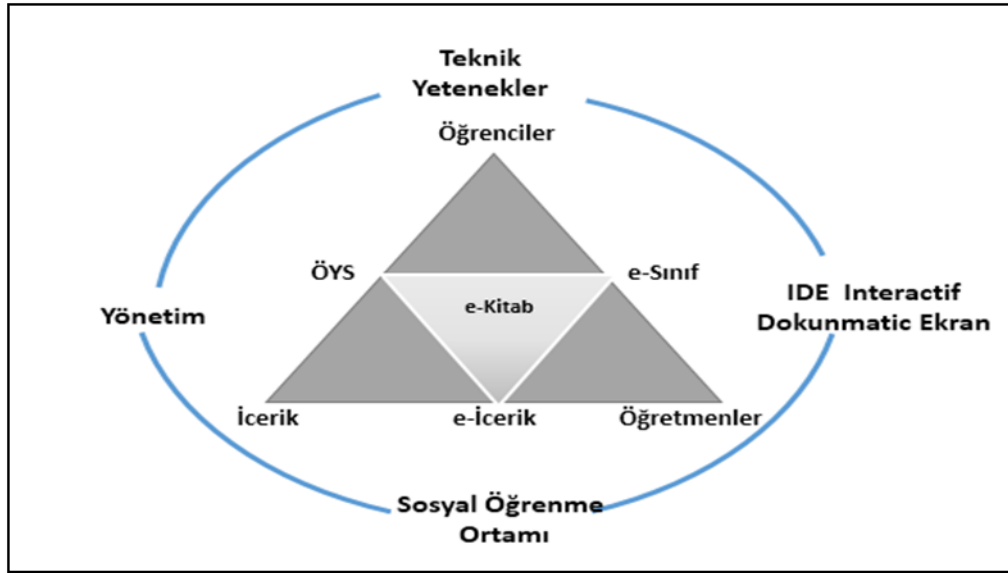 Teknik
Yetenekler
Öğrenciler
ÖYS
e-Sınıf
e-Kitab
Yönetim
IDE Interactif
Dokunmatic Ekran
İcerik
e-İcerik
Öğretmenler
Sosyal Öğrenme
Ortamı